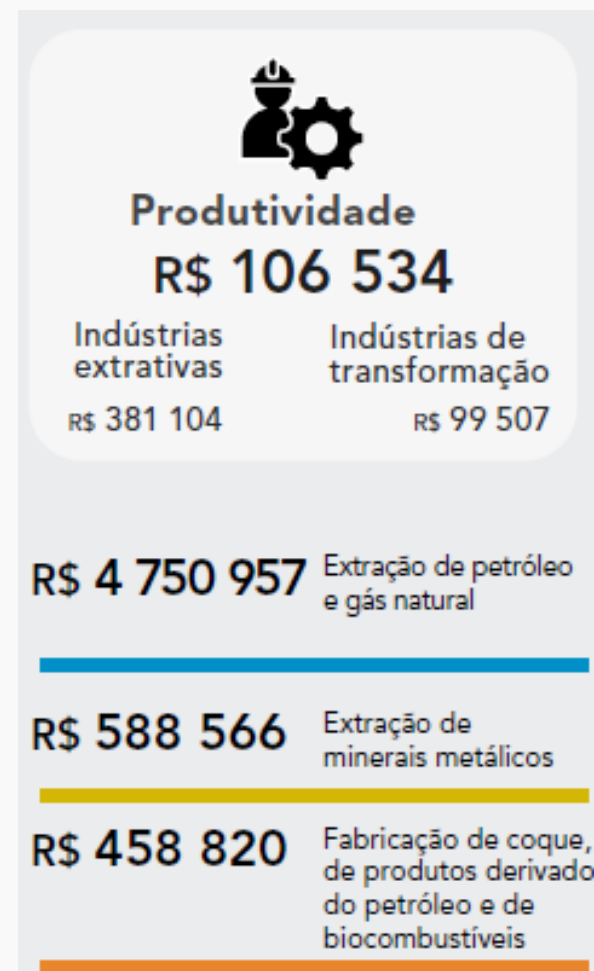 Produtividade
R$ 106 534
Indústrias
extrativas
R$ 381 104
Indústrias de
transformação
R$ 99 507
R$ 4 750 957
Extração de petróleo
e gás natural
R$ 588 566
Extração de
minerais metálicos
R$ 458 820
Fabricação de coque,
de produtos derivado
do petróleo e de
biocombustíveis